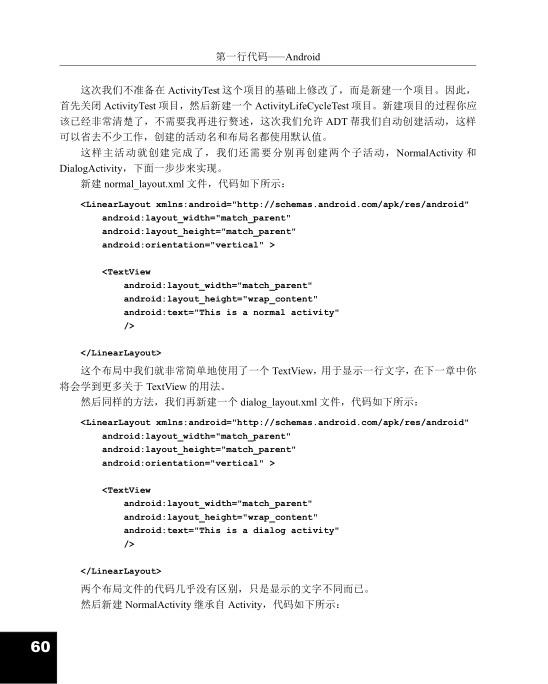 第一行代码——Android
这次我们不准备在 ActivityTest 这个项目的基础上修改了，而是新建一个项目。因此，
首先关闭 ActivityTest 项目，然后新建一个 ActivityLifeCycleTest 项目。新建项目的过程你应
该已经非常清楚了，不需要我再进行赘述，这次我们允许 ADT 帮我们自动创建活动，这样
可以省去不少工作，创建的活动名和布局名都使用默认值。
这样主活动就创建完成了，我们还需要分别再创建两个子活动，NormalActivity 和
DialogActivity，下面一步步来实现。
新建 normal_layout.xml 文件，代码如下所示：
<LinearLayout xmlns:android="http://schemas.android.com/apk/res/android"
android:layout_width="match_parent"
android:layout_height="match_parent"
android:orientation="vertical" >
<TextView
android:layout_width="match_parent"
android:layout_height="wrap_content"
android:text="This is a normal activity"
/>
</LinearLayout>
这个布局中我们就非常简单地使用了一个 TextView，用于显示一行文字，在下一章中你
将会学到更多关于 TextView 的用法。
然后同样的方法，我们再新建一个 dialog_layout.xml 文件，代码如下所示：
<LinearLayout xmlns:android="http://schemas.android.com/apk/res/android"
android:layout_width="match_parent"
android:layout_height="match_parent"
android:orientation="vertical" >
<TextView
android:layout_width="match_parent"
android:layout_height="wrap_content"
android:text="This is a dialog activity"
/>
</LinearLayout>
两个布局文件的代码几乎没有区别，只是显示的文字不同而已。
然后新建 NormalActivity 继承自 Activity，代码如下所示：
60